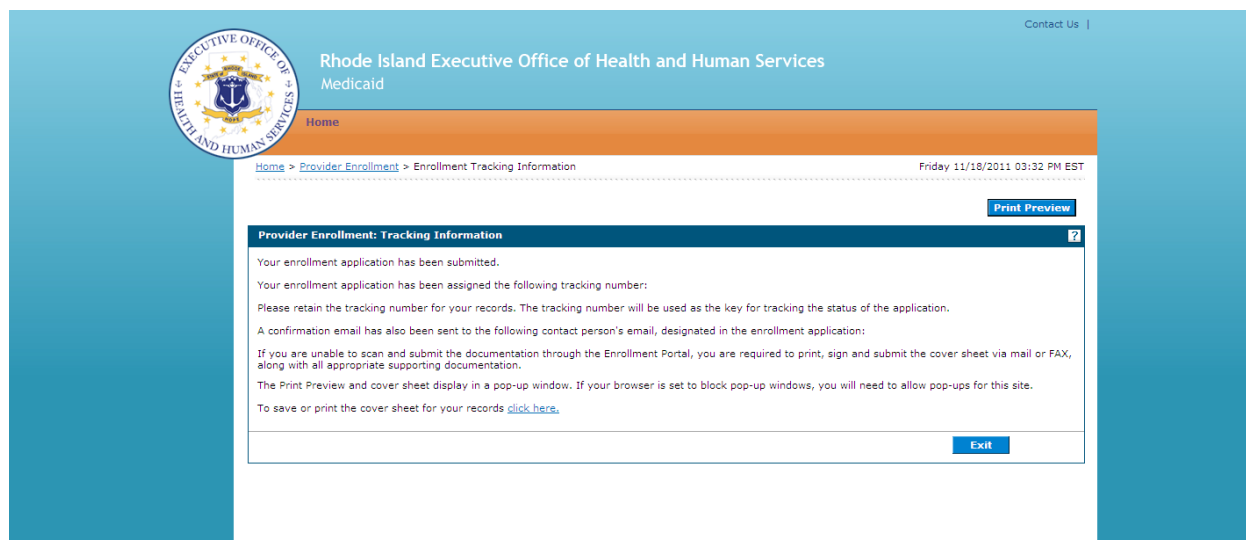 Contact Us |
EXECUTIVE OFFICE OF
HEALTH AND HUMAN SERVICES
STATE OF RHODE ISLAND
HOPE
Rhode Island Executive Office of Health and Human Services
Medicaid
Home
Home > Provider Enrollment > Enrollment Tracking Information
Friday 11/18/2011 03:32 PM EST
Print Preview
Provider Enrollment: Tracking Information
?
Your enrollment application has been submitted.
Your enrollment application has been assigned the following tracking number:
Please retain the tracking number for your records. The tracking number will be used as the key for tracking the status of the application.
A confirmation email has also been sent to the following contact person's email, designated in the enrollment application:
If you are unable to scan and submit the documentation through the Enrollment Portal, you are required to print, sign and submit the cover sheet via mail or FAX,
along with all appropriate supporting documentation.
The Print Preview and cover sheet display in a pop-up window. If your browser is set to block pop-up windows, you will need to allow pop-ups for this site.
To save or print the cover sheet for your records click here.
Exit